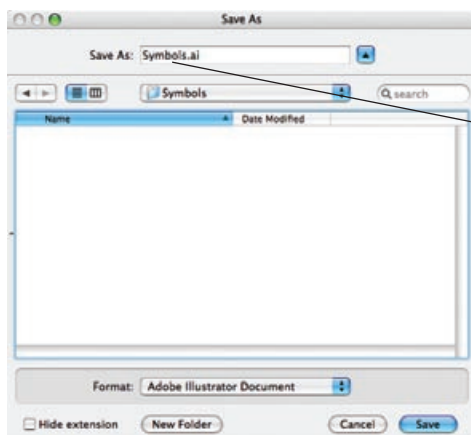 Save As
Save As: Symbols.ai
Symbols
search
Name Date Modified
Format: Adobe Illustrator Document
Hide extension New Folder Cancel Save